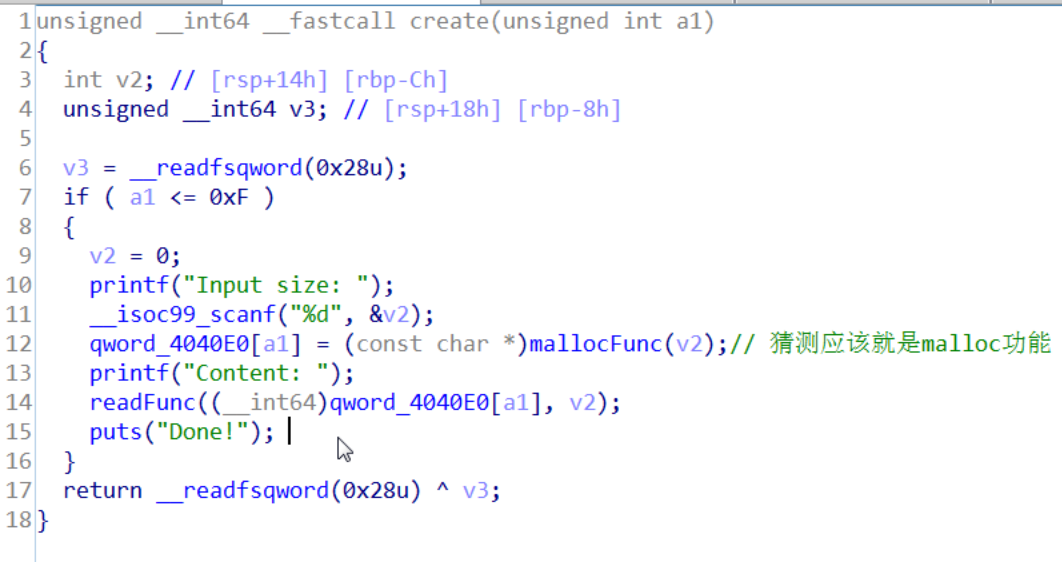 1 unsigned __int64 __fastcall create(unsigned int a1)
2 {
3   int v2; // [rsp+14h] [rbp-Ch]
4   unsigned __int64 v3; // [rsp+18h] [rbp-8h]
5
6   v3 = __readfsqword(0x28u);
7   if ( a1 <= 0xF )
8   {
9     v2 = 0;
10     printf("Input size: ");
11     __isoc99_scanf("%d", &v2);
12     qword_4040E0[a1] = (const char *)mallocFunc(v2);// 猜测应该就是malloc功能
13     printf("Content: ");
14     readFunc((__int64)qword_4040E0[a1], v2);
15     puts("Done!");
16   }
17   return __readfsqword(0x28u) ^ v3;
18 }